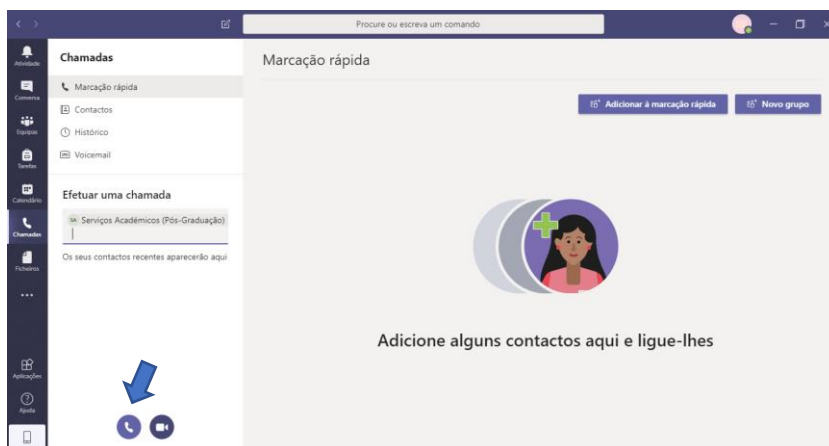 Procure ou escreva um comando
Atividade
Conversa
Equipas
Tarefas
Calendário
Chamadas
Ficheiros
Aplicações
Ajuda
Chamadas
Marcação rápida
Contactos
Histórico
Voicemail
Efetuar uma chamada
SA Serviços Académicos (Pós-Graduação)
Os seus contactos recentes aparecerão aqui
Marcação rápida
Adicionar à marcação rápida
Novo grupo
Adicione alguns contactos aqui e ligue-lhes